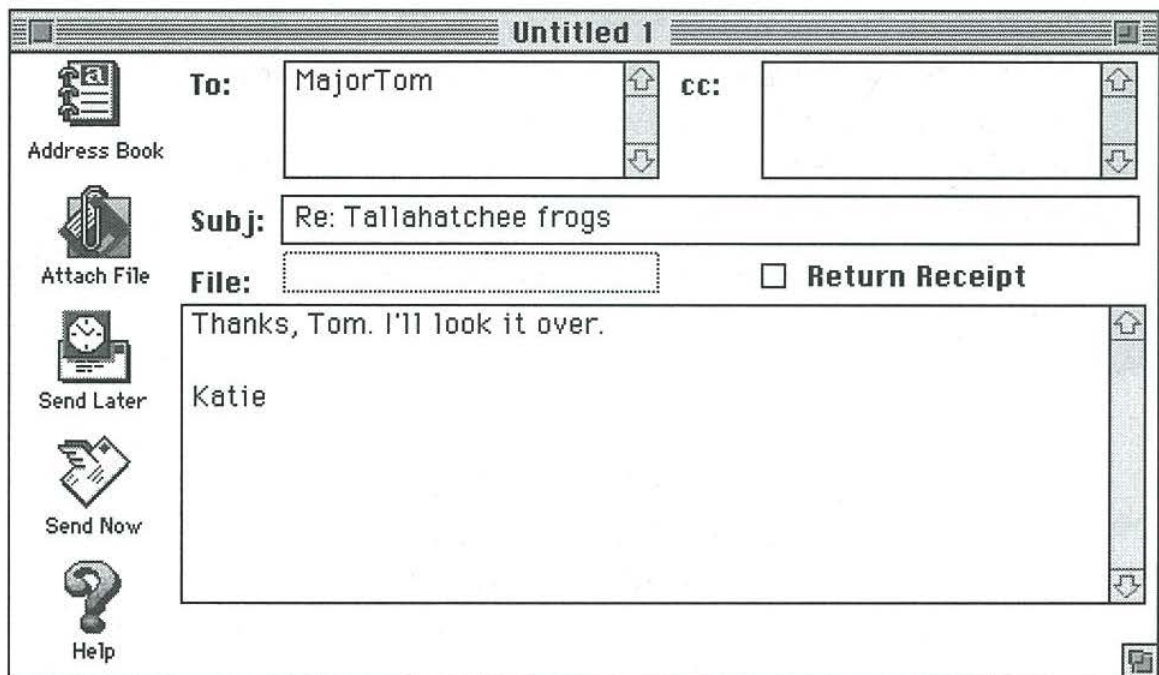 Untitled 1
To: MajorTom cc:
Address Book
Subj: Re: Tallahatchee frogs
Attach File
File: Return Receipt
Thanks, Tom. I'll look it over.
Send Later
Katie
Send Now
Help